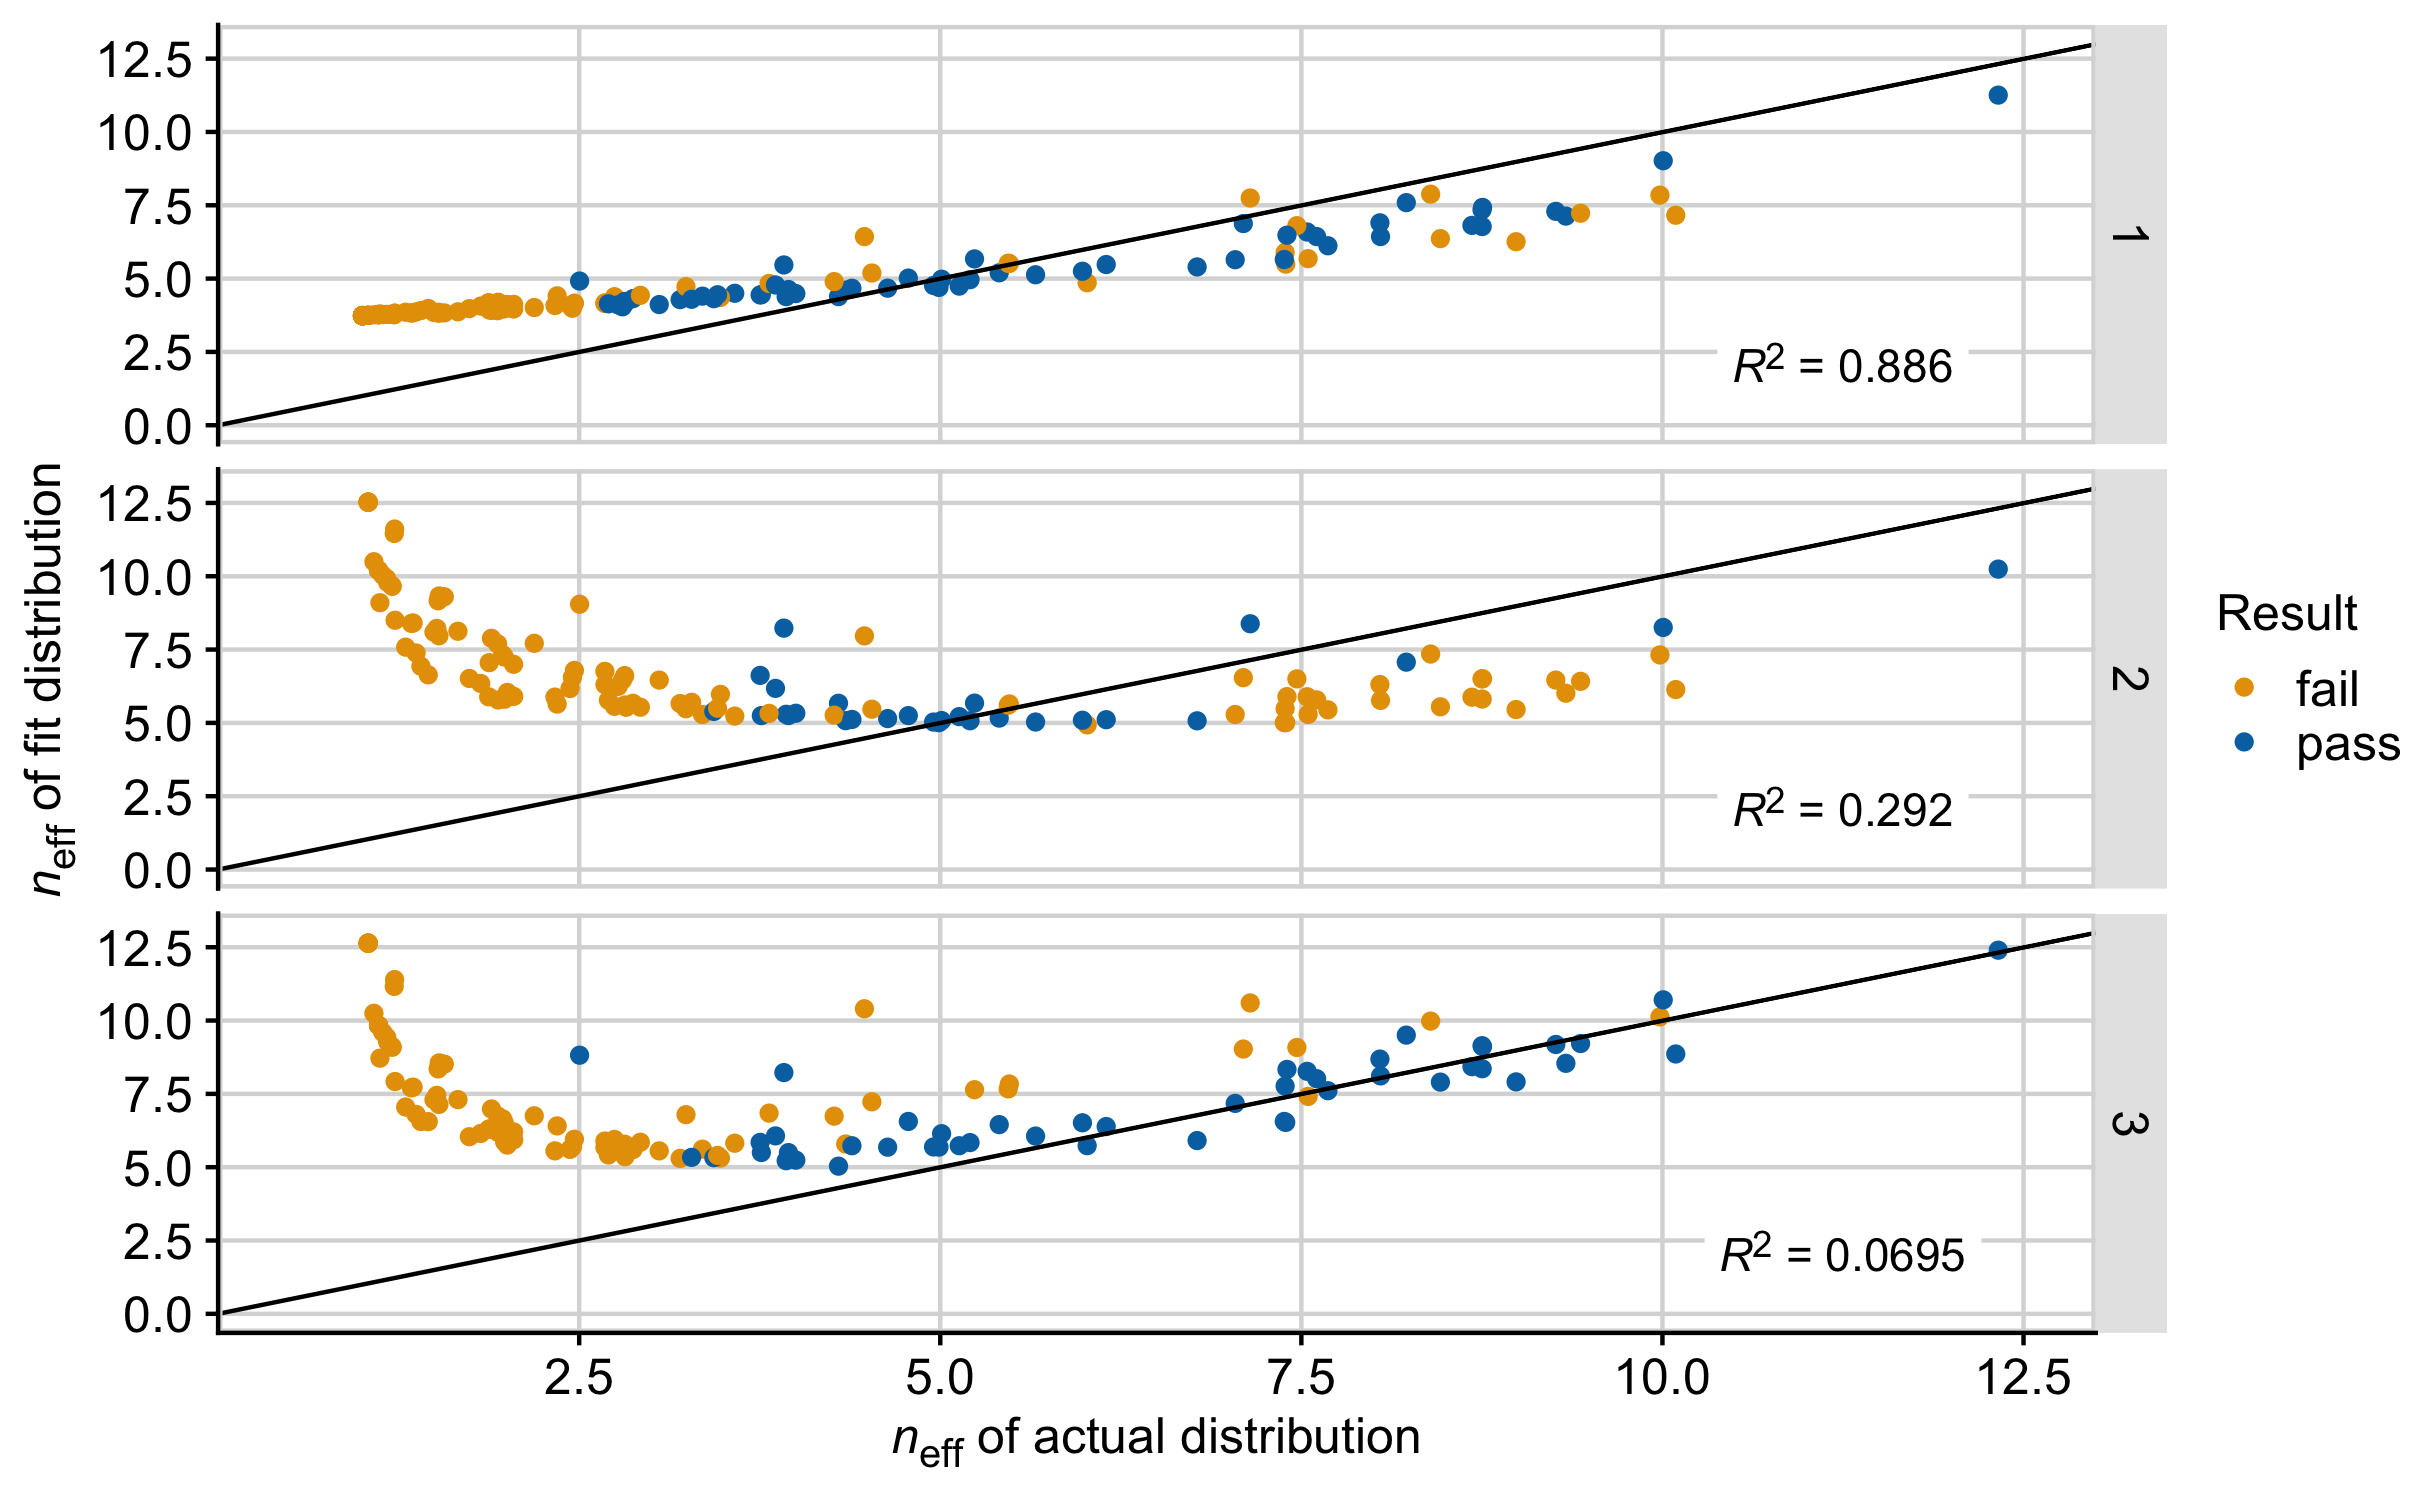 12.5
10.0
7.5
5.0
2.5
0.0
R² = 0.886
1
12.5
10.0
7.5
5.0
2.5
0.0
R² = 0.292
2
12.5
10.0
7.5
5.0
2.5
0.0
R² = 0.0695
3
2.5 5.0 7.5 10.0 12.5
neff of actual distribution
neff of fit distribution
Result
fail
pass